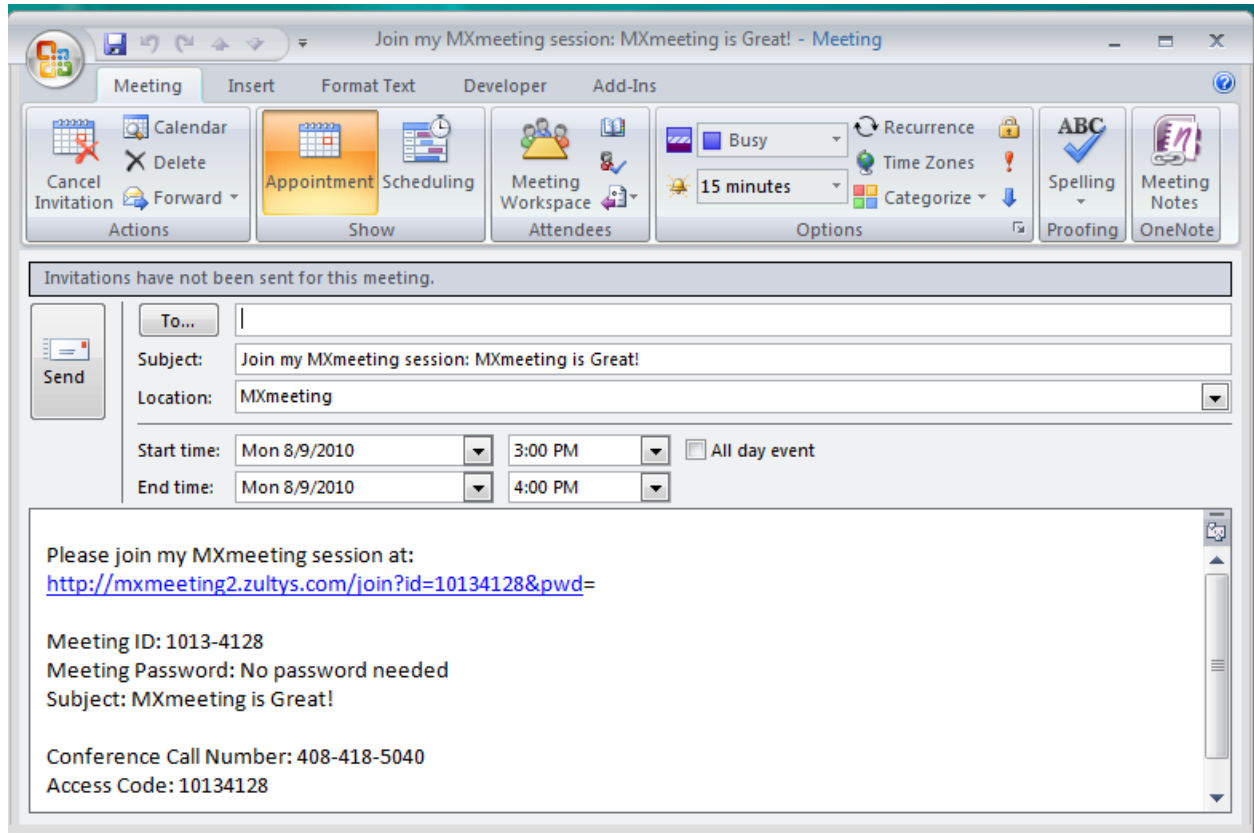 Join my MXmeeting session: MXmeeting is Great! - Meeting
Meeting Insert Format Text Developer Add-Ins
Cancel Invitation
Calendar
Delete
Forward
Actions
Appointment
Scheduling
Show
Meeting Workspace
Attendees
Busy
15 minutes
Recurrence
Time Zones
Categorize
Options
ABC
Spelling
Proofing
Meeting Notes
OneNote
Invitations have not been sent for this meeting.
Send
To...
Subject: Join my MXmeeting session: MXmeeting is Great!
Location: MXmeeting
Start time: Mon 8/9/2010 3:00 PM All day event
End time: Mon 8/9/2010 4:00 PM
Please join my MXmeeting session at:
http://mxmeeting2.zultys.com/join?id=10134128&pwd=
Meeting ID: 1013-4128
Meeting Password: No password needed
Subject: MXmeeting is Great!
Conference Call Number: 408-418-5040
Access Code: 10134128